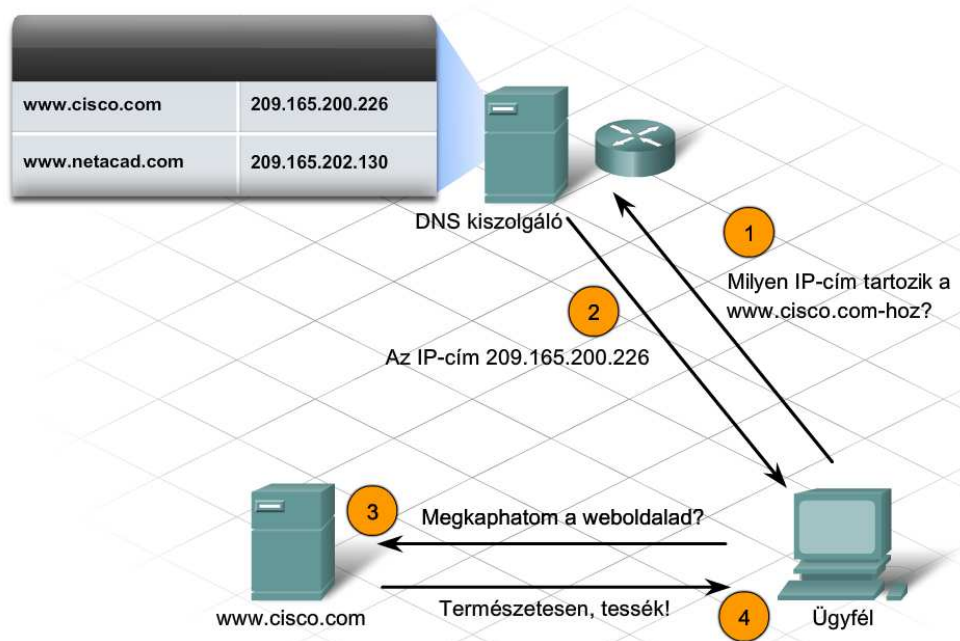 www.cisco.com 209.165.200.226
www.netacad.com 209.165.202.130
DNS kiszolgáló
1
Milyen IP-cím tartozik a
www.cisco.com-hoz?
2
Az IP-cím 209.165.200.226
3
Megkaphatom a weboldalad?
www.cisco.com
Természetesen, tessék!
4
Ügyfél